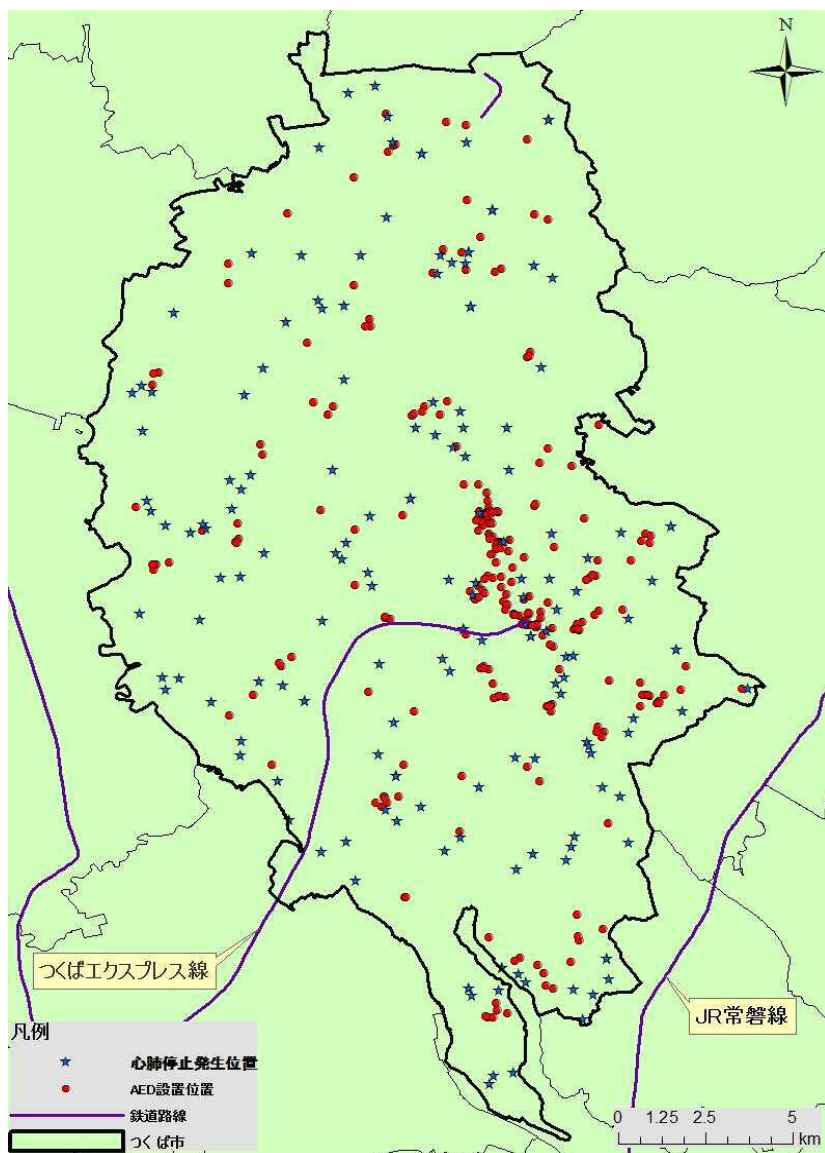 N
つくばエクスプレス線
JR常磐線
凡例
心肺停止発生位置
AED設置位置
鉄道路線
つくば市
0 1.25 2.5 5
km